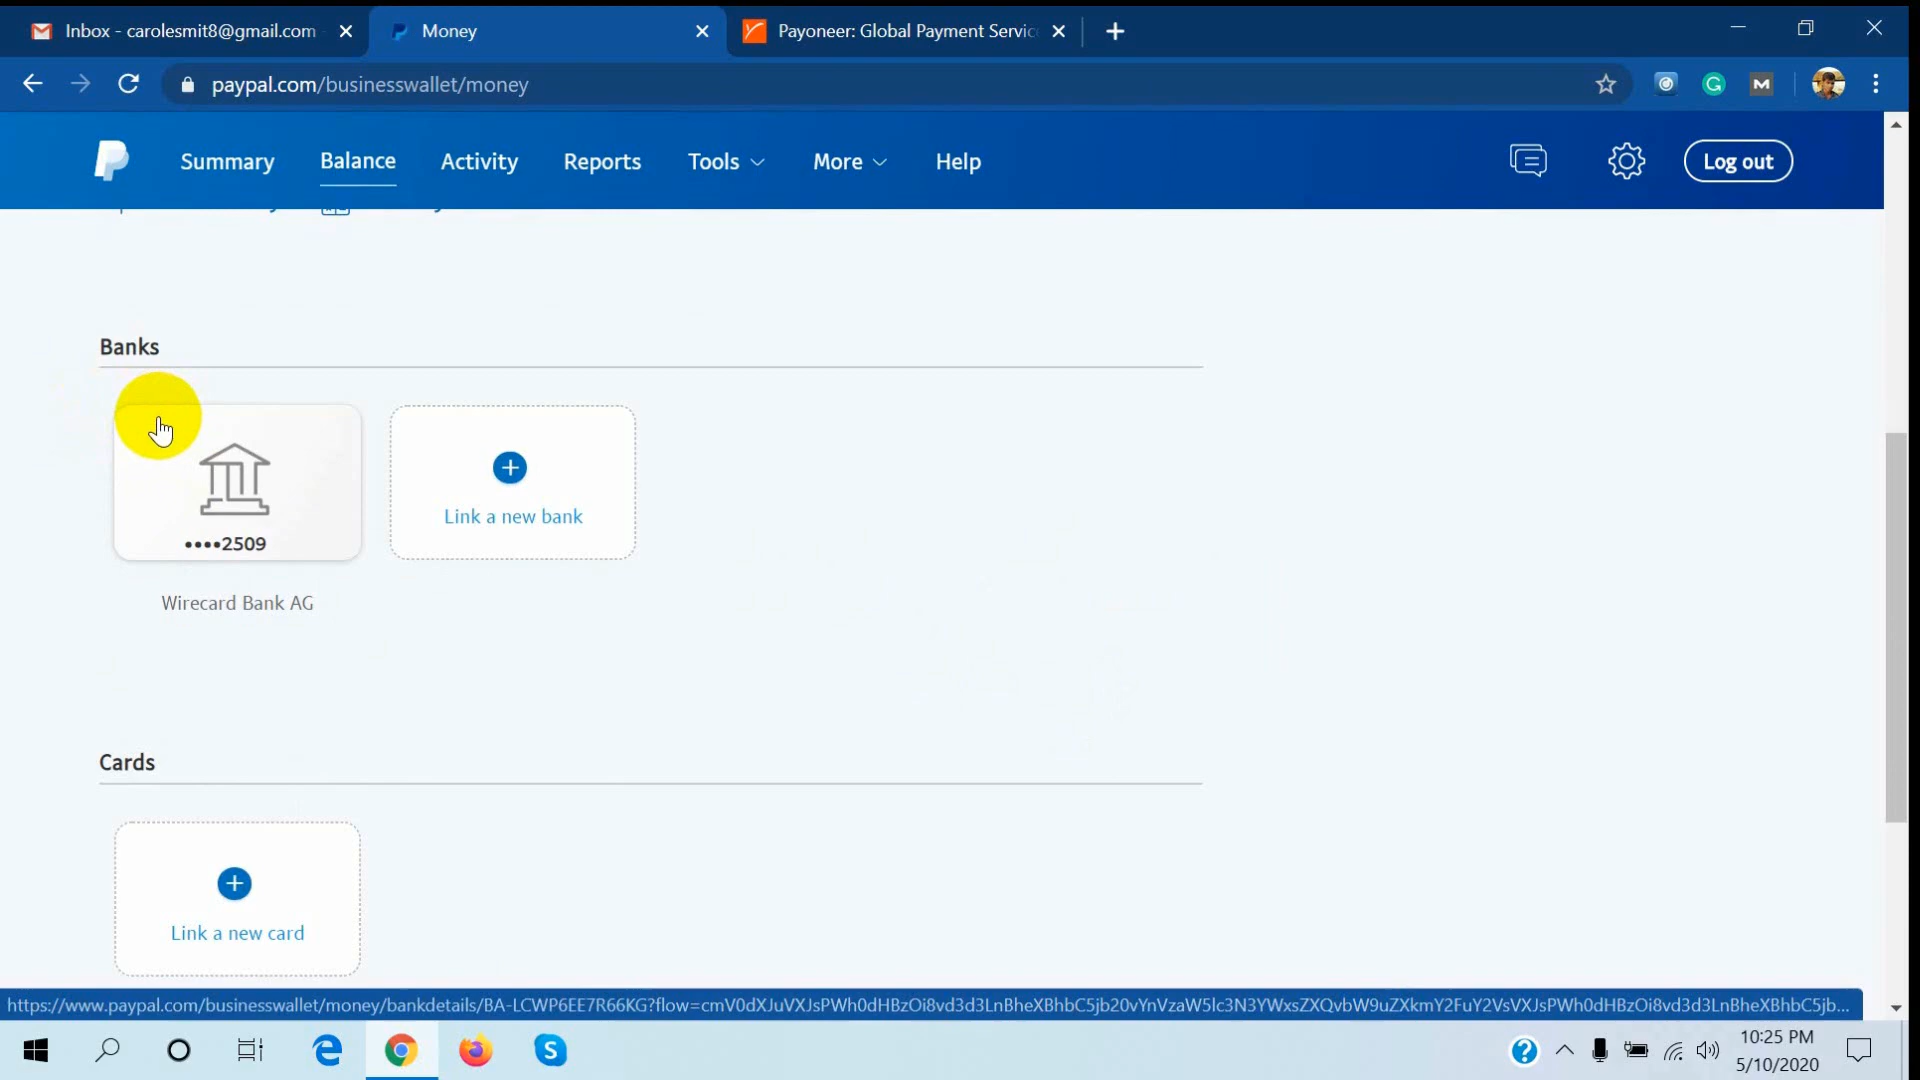 Inbox - carolesmit8@gmail.com
Money
Payoneer: Global Payment Servic
paypal.com/businesswallet/money
Summary
Balance
Activity
Reports
Tools
More
Help
Log out
Banks
••••2509
Link a new bank
Wirecard Bank AG
Cards
Link a new card
https://www.paypal.com/businesswallet/money/bankdetails/BA-LCWP6EE7R66KG?flow=cmV0dXJuVXJsPWh0dHBzOi8vd3d3LnBheXBhbC5jb20vYnVzaW5lc3N3YWxsZXQvbW9uZXkmY2FuY2VsVXJsPWh0dHBzOi8vd3d3LnBheXBhbC5jb...
10:25 PM
5/10/2020